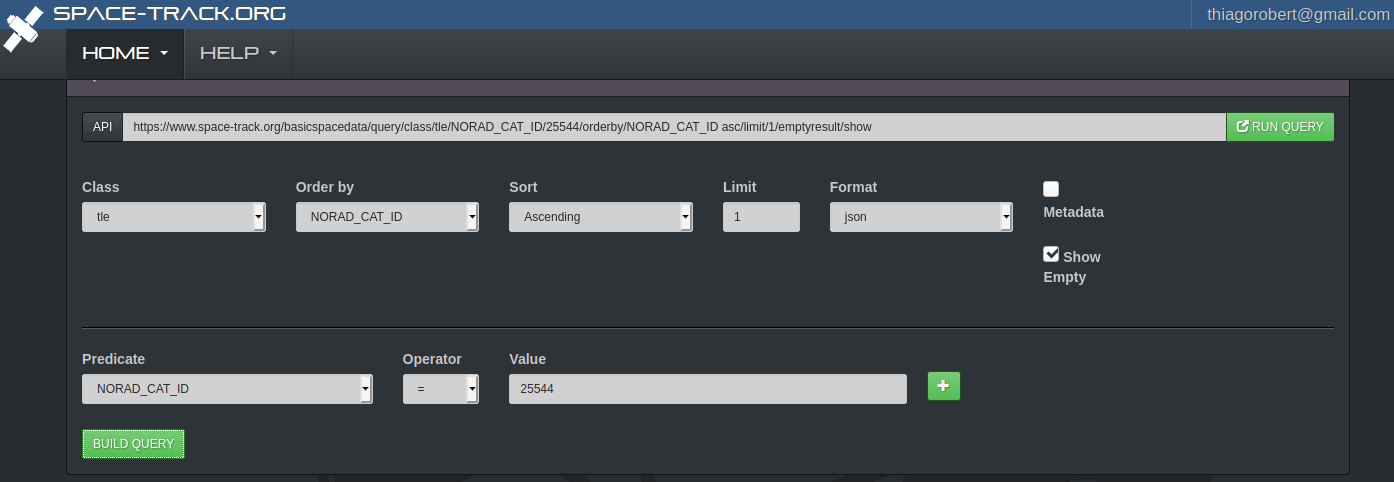 SPACE-TRACK.ORG
thiagorobert@gmail.com
HOME HELP
API https://www.space-track.org/basicspacedata/query/class/tle/NORAD_CAT_ID/25544/orderby/NORAD_CAT_ID asc/limit/1/emptyresult/show RUN QUERY
Class Order by Sort Limit Format
tle NORAD_CAT_ID Ascending 1 json
Metadata
Show
Empty
Predicate Operator Value
NORAD_CAT_ID = 25544
BUILD QUERY